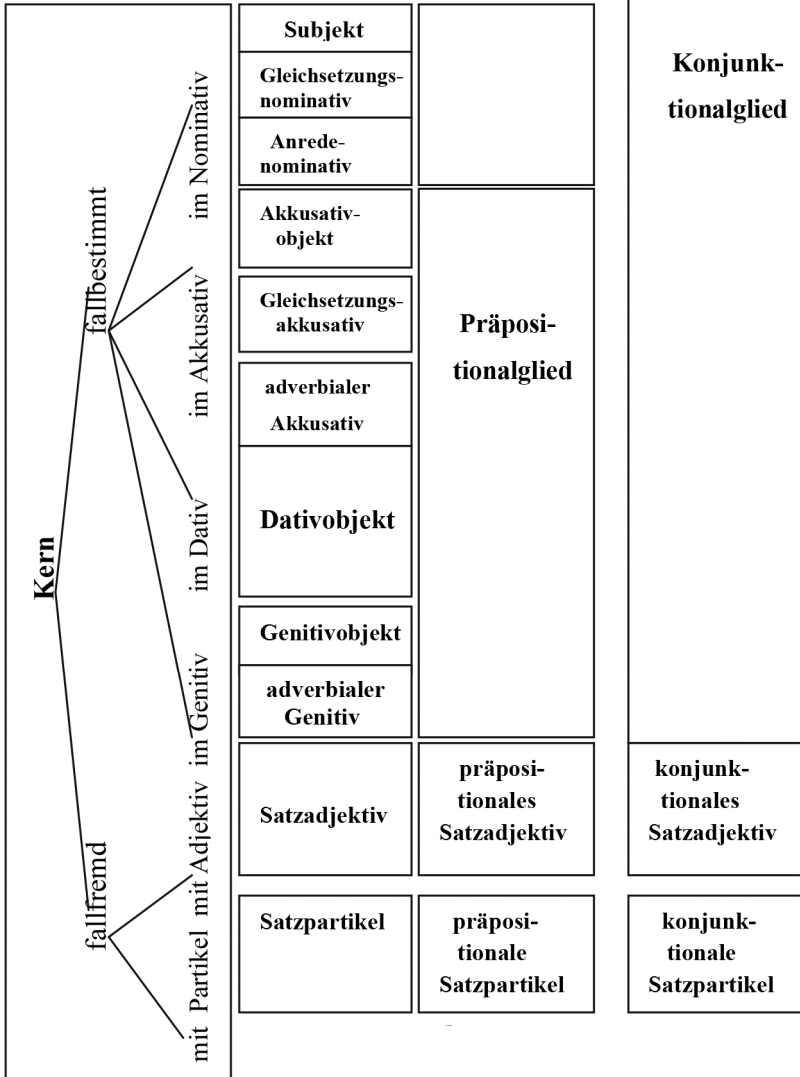 Kern
fallbestimmt
fallfremd
im Nominativ
im Akkusativ
im Dativ
im Genitiv
mit Adjektiv
mit Partikel
Subjekt
Gleichsetzungs-
nominativ
Anrede-
nominativ
Akkusativ-
objekt
Gleichsetzungs-
akkusativ
adverbialer
Akkusativ
Dativobjekt
Genitivobjekt
adverbialer
Genitiv
Satzadjektiv
Satzpartikel
Präposi-
tionalglied
präposi-
tionales
Satzadjektiv
präposi-
tionale
Satzpartikel
Konjunk-
tionalglied
konjunk-
tionales
Satzadjektiv
konjunk-
tionale
Satzpartikel